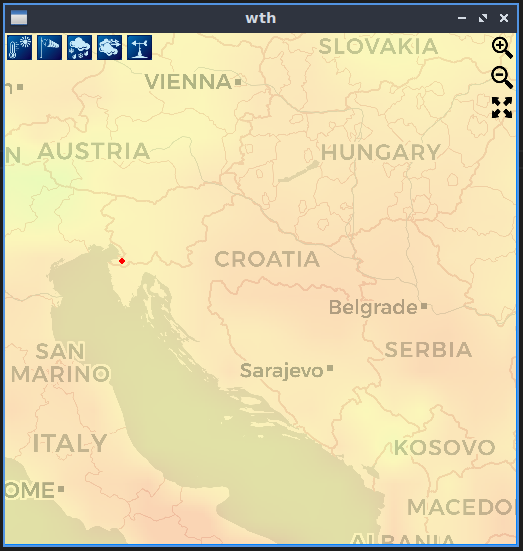 wth
SLOVAKIA
VIENNA
AUSTRIA
HUNGARY
CROATIA
Belgrade
SERBIA
SAN
MARINO
Sarajevo
ITALY
KOSOVO
OME
MACEDO
ALBANIA